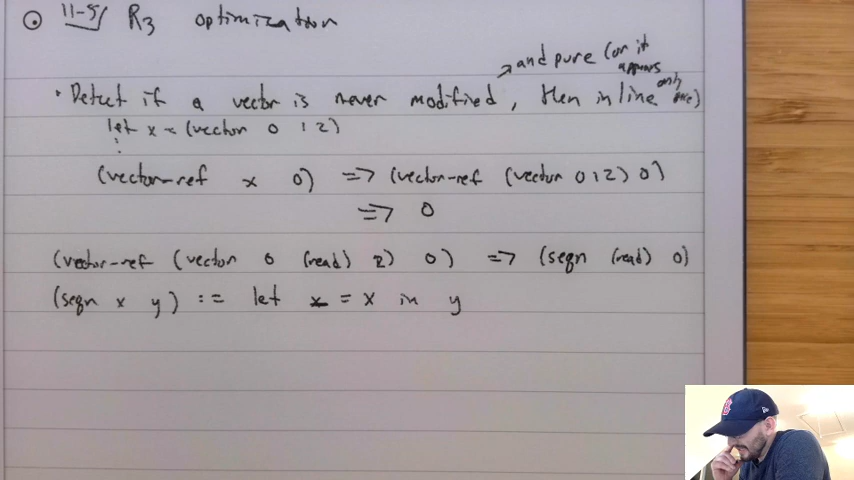 11-5/ R3 optimization
→ and pure (or it appears only once)
· Detect if a vector is never modified, then inline
let x = (vector 0 1 2)
⋮
(vector-ref x 0) => (vector-ref (vector 0 1 2) 0)
=> 0
(vector-ref (vector 0 (read) 2) 0) => (seqn (read) 0)
(seqn x y) := let _ = x in y